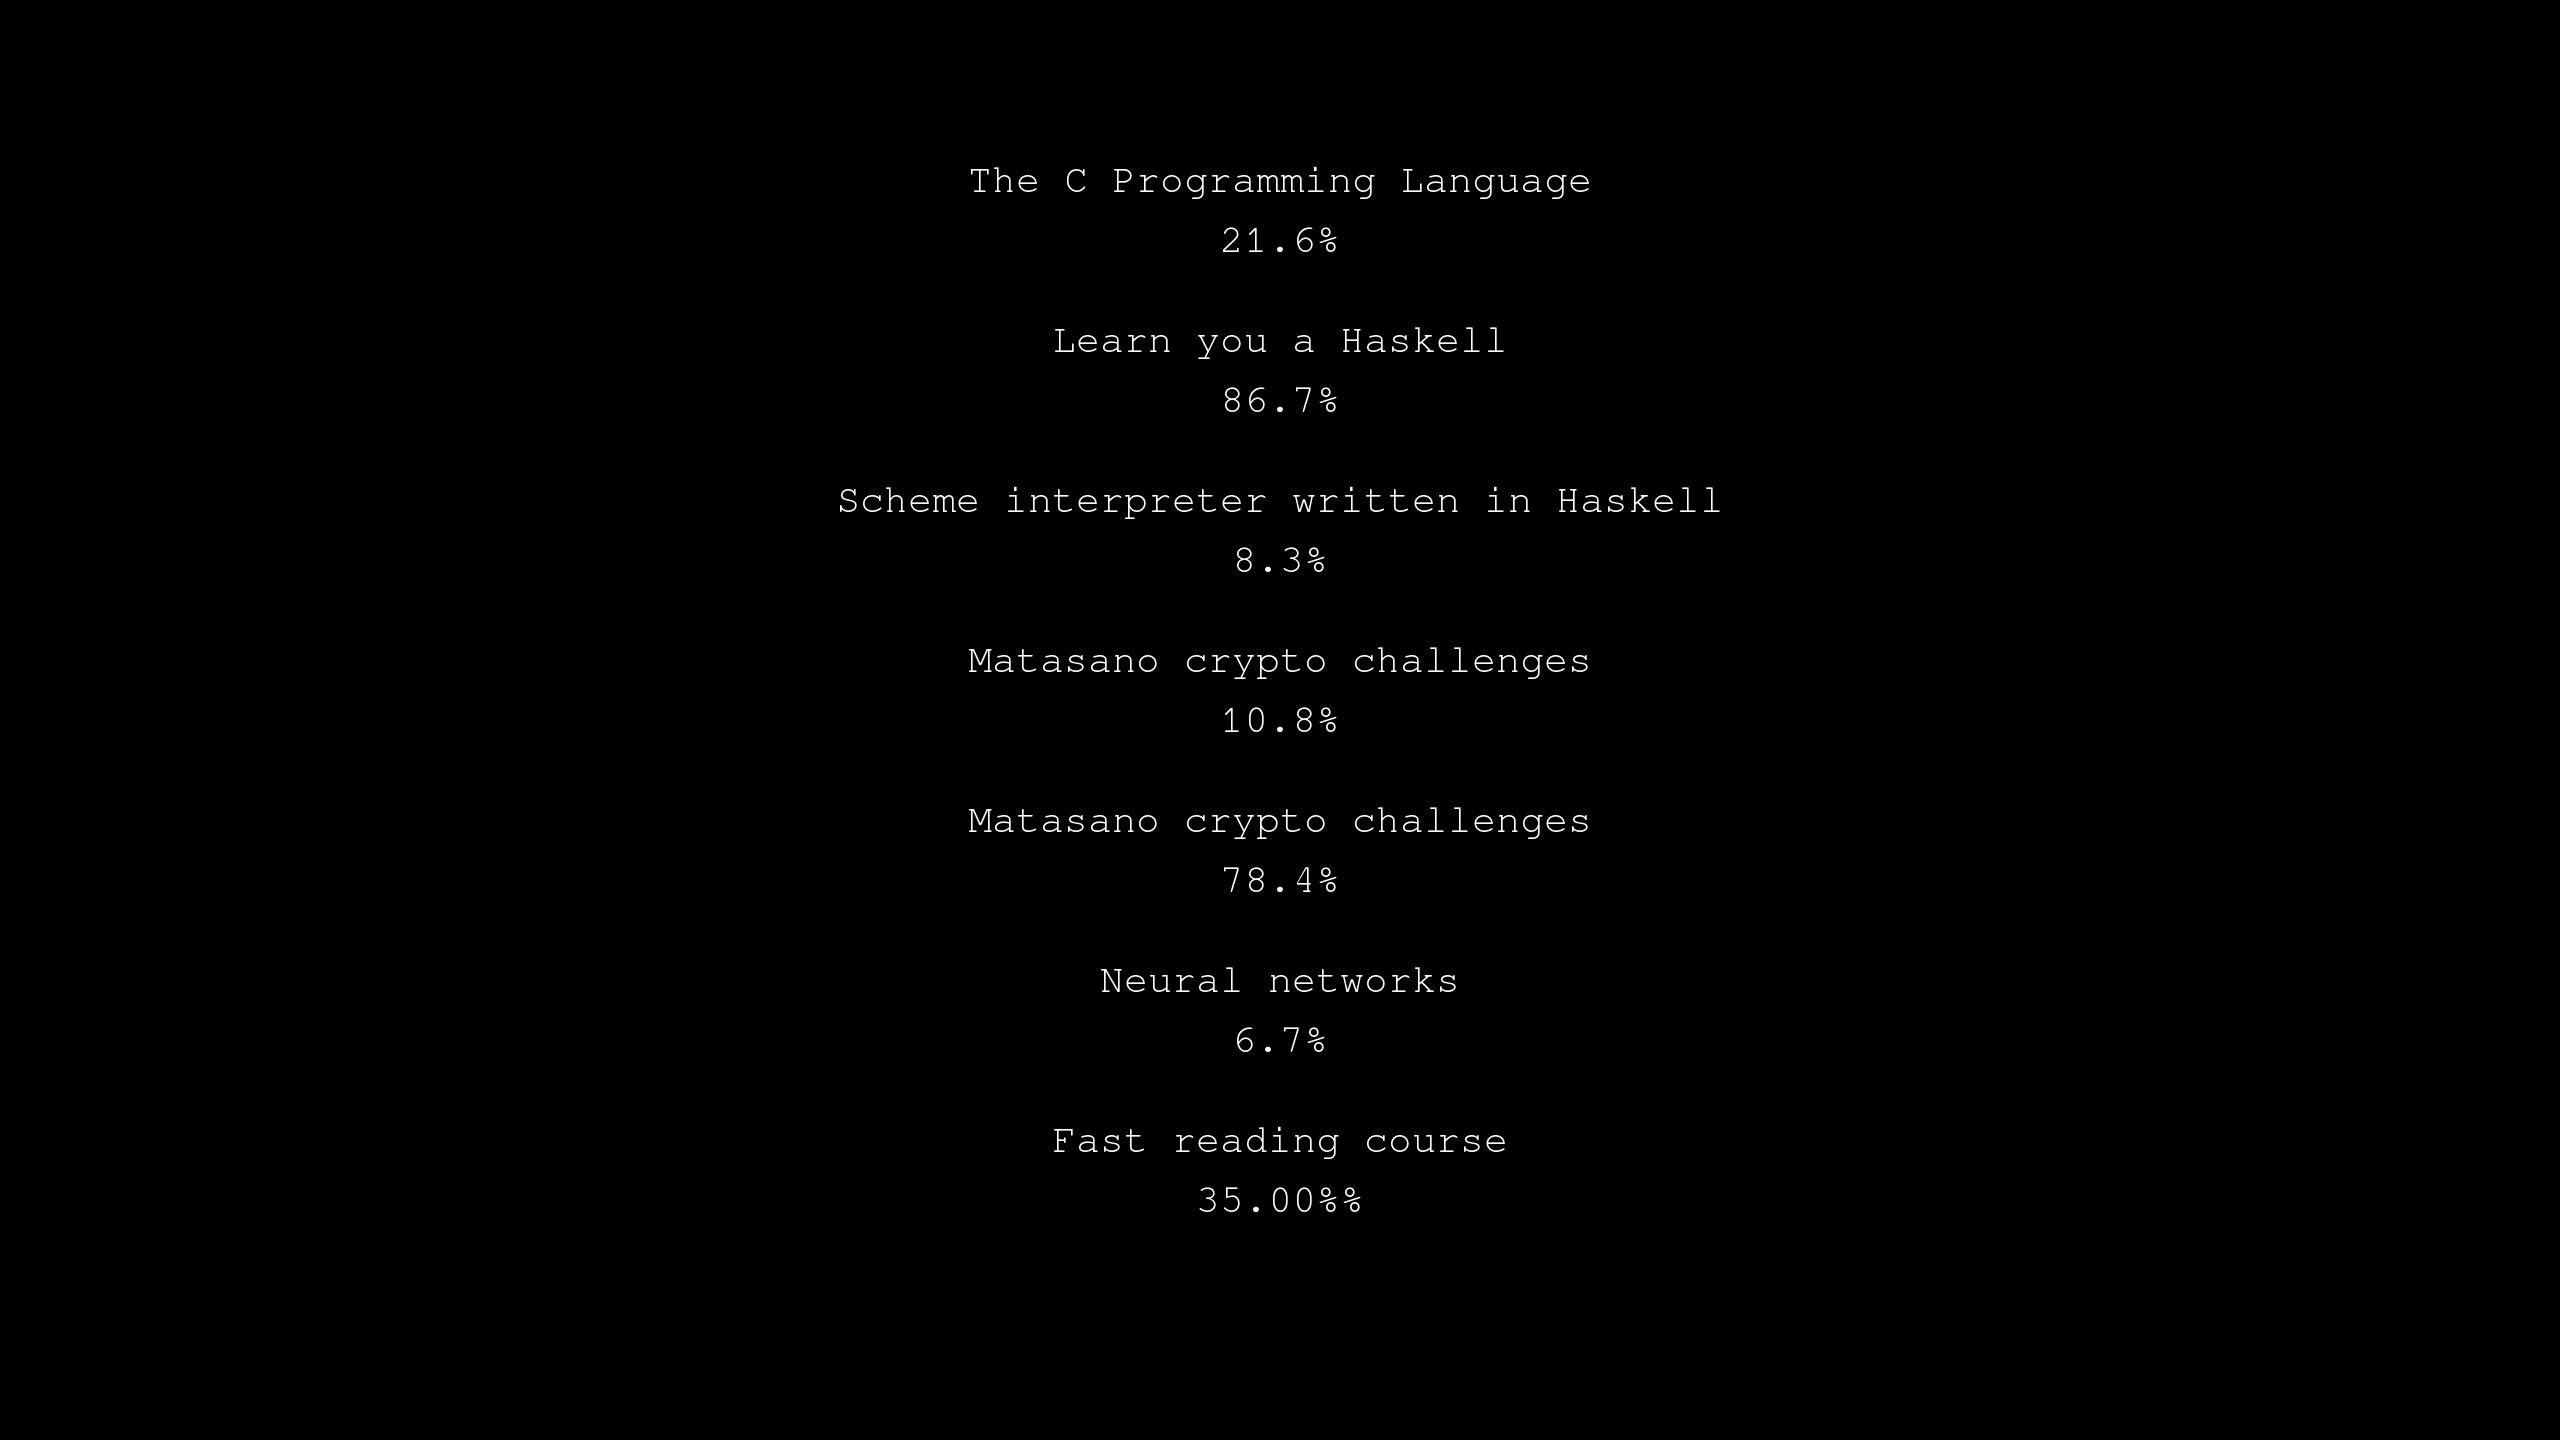 The C Programming Language
21.6%
Learn you a Haskell
86.7%
Scheme interpreter written in Haskell
8.3%
Matasano crypto challenges
10.8%
Matasano crypto challenges
78.4%
Neural networks
6.7%
Fast reading course
35.00%%